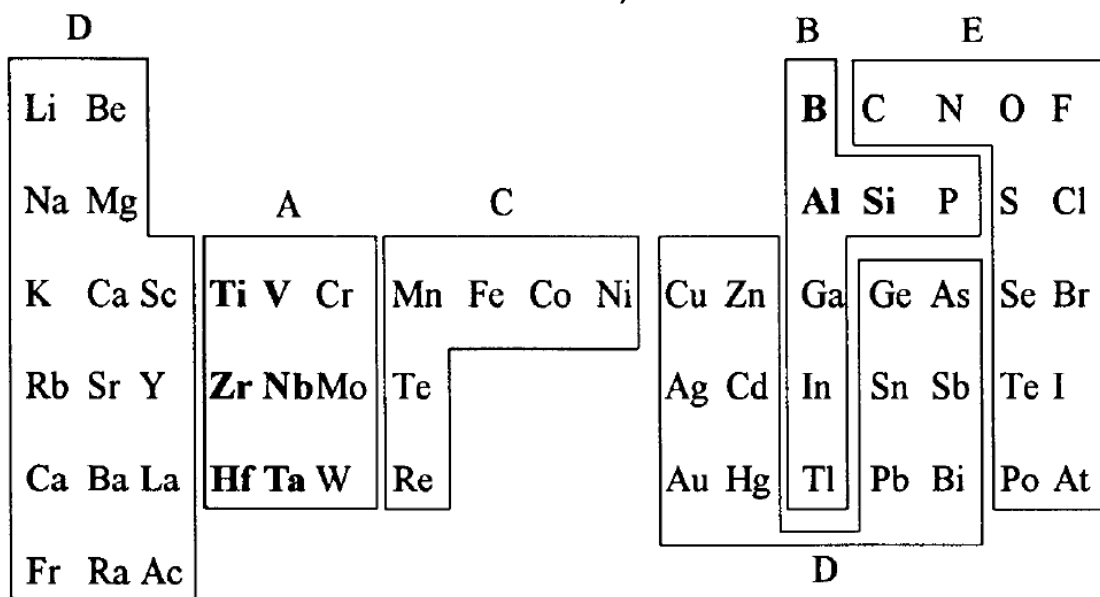 D B E
Li Be B C N O F
Na Mg A C Al Si P S Cl
K Ca Sc Ti V Cr Mn Fe Co Ni Cu Zn Ga Ge As Se Br
Rb Sr Y Zr Nb Mo Te Ag Cd In Sn Sb Te I
Ca Ba La Hf Ta W Re Au Hg Tl Pb Bi Po At
Fr Ra Ac D